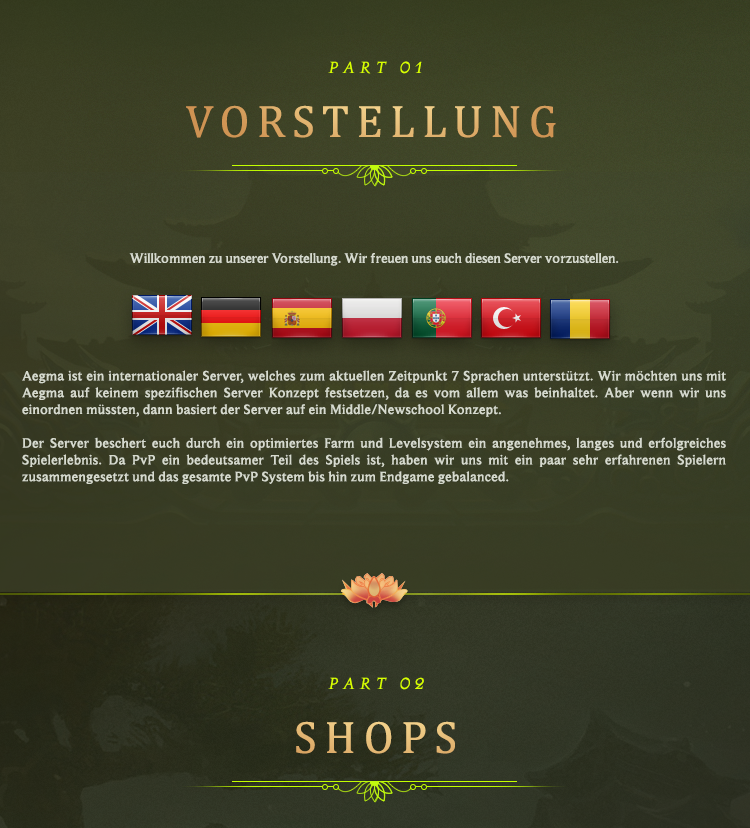 PART 01
VORSTELLUNG
Willkommen zu unserer Vorstellung. Wir freuen uns euch diesen Server vorzustellen.
Aegma ist ein internationaler Server, welches zum aktuellen Zeitpunkt 7 Sprachen unterstützt. Wir möchten uns mit
Aegma auf keinem spezifischen Server Konzept festsetzen, da es vom allem was beinhaltet. Aber wenn wir uns
einordnen müssten, dann basiert der Server auf ein Middle/Newschool Konzept.
Der Server beschert euch durch ein optimiertes Farm und Levelsystem ein angenehmes, langes und erfolgreiches
Spielerlebnis. Da PvP ein bedeutsamer Teil des Spiels ist, haben wir uns mit ein paar sehr erfahrenen Spielern
zusammengesetzt und das gesamte PvP System bis hin zum Endgame gebalanced.
PART 02
SHOPS